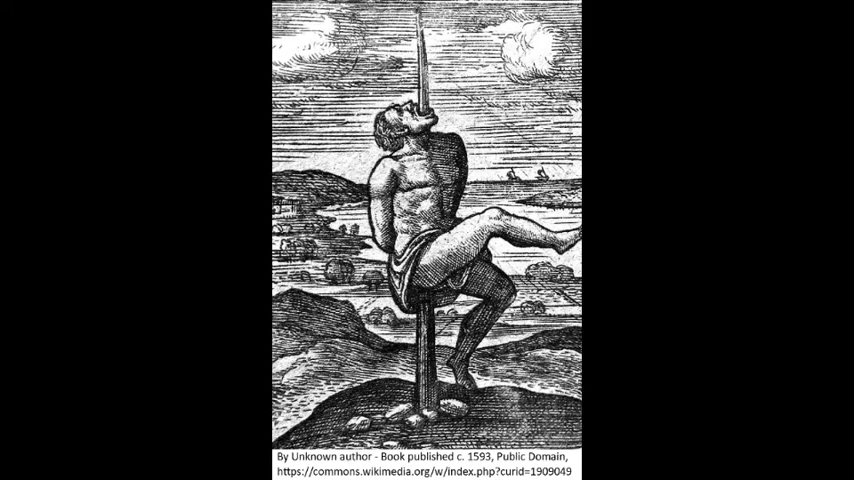 By Unknown author - Book published c. 1593, Public Domain,
https://commons.wikimedia.org/w/index.php?curid=1909049